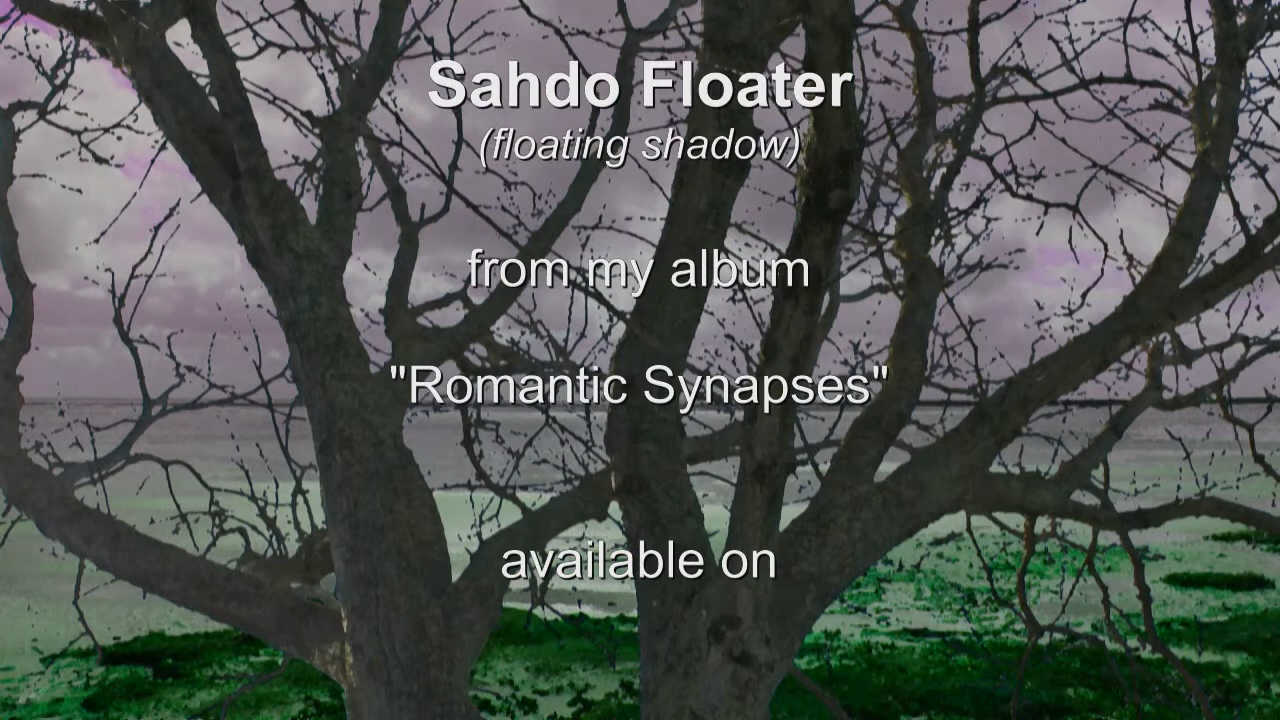 Sahdo Floater
(floating shadow)
from my album
"Romantic Synapses"
available on